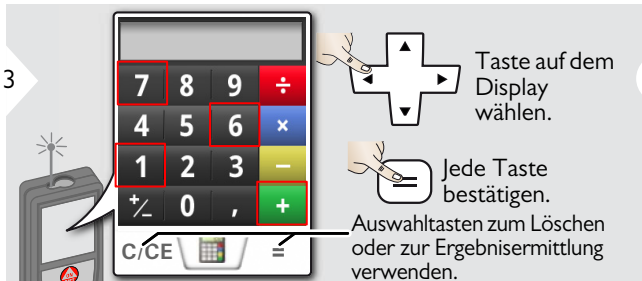 3
7 8 9 ÷
4 5 6 ×
1 2 3 −
+/− 0 , +
C/CE =
Taste auf dem
Display
wählen.
=
Jede Taste
bestätigen.
Auswahltasten zum Löschen
oder zur Ergebnisermittlung
verwenden.